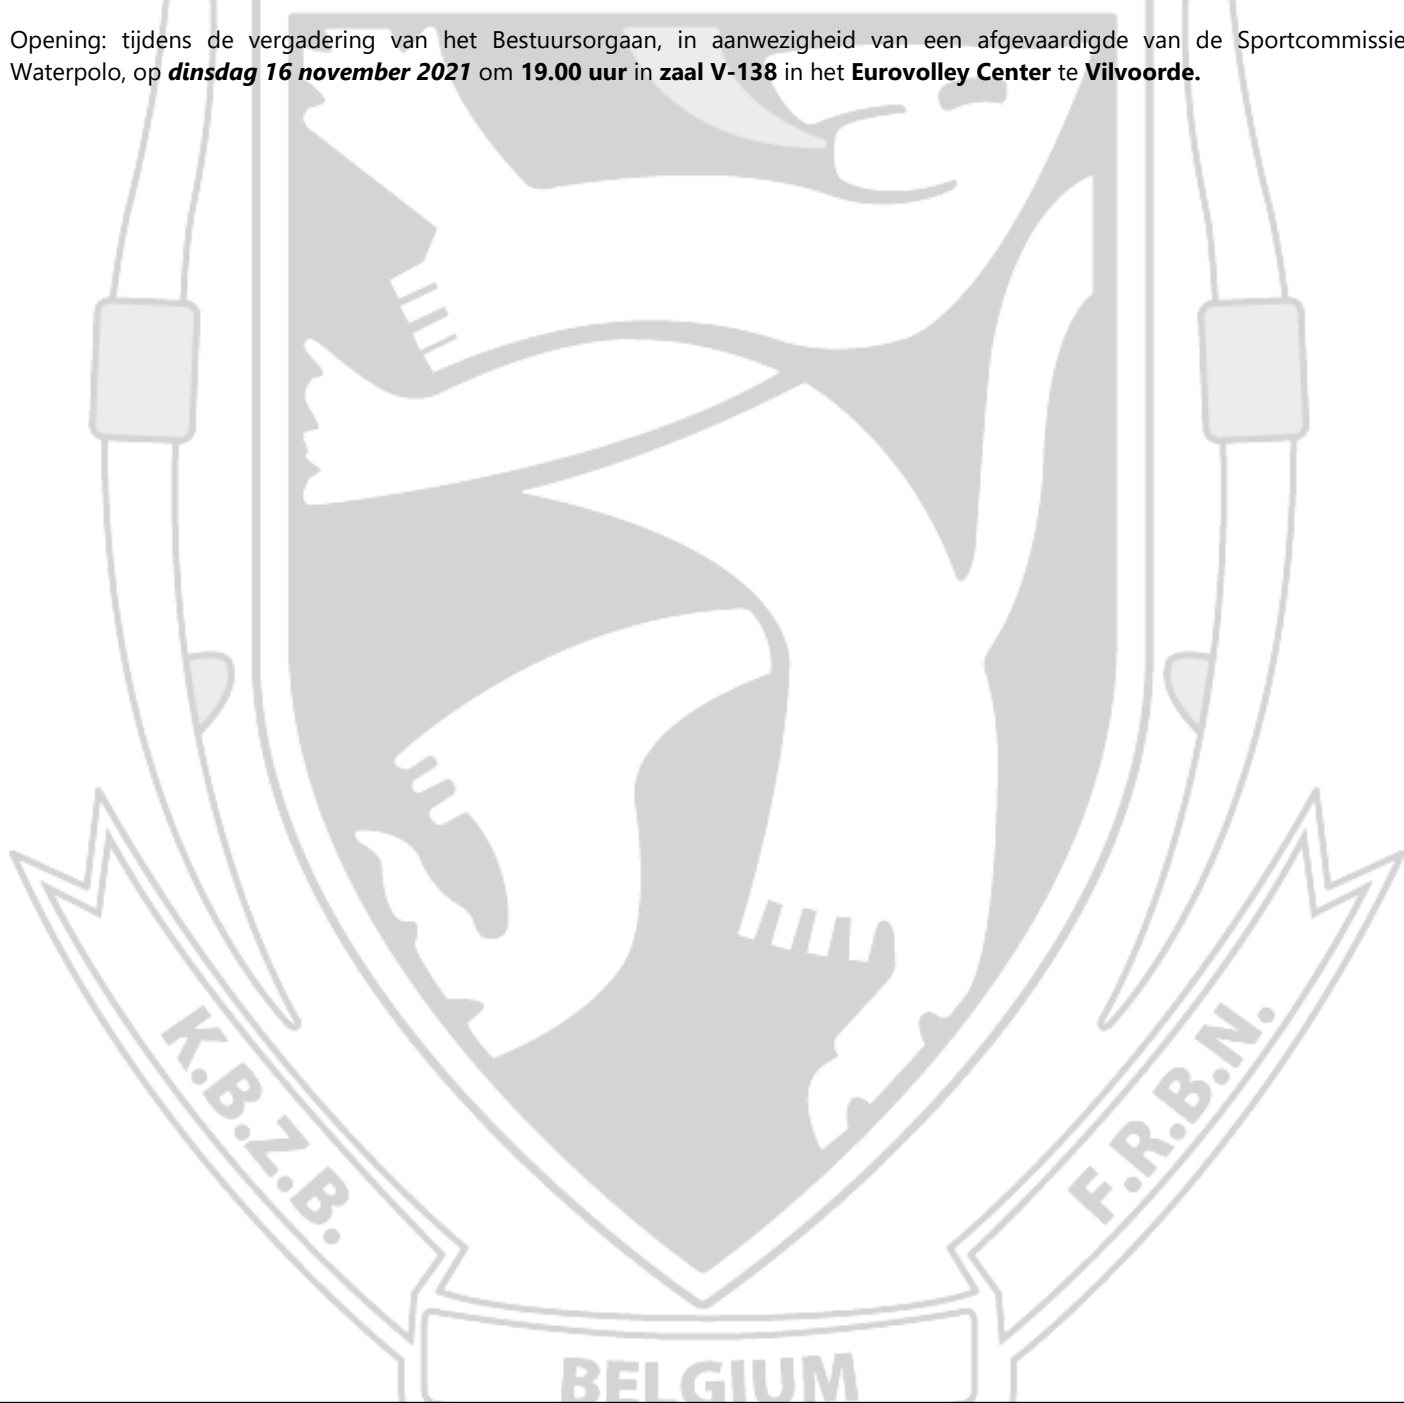 Opening: tijdens de vergadering van het Bestuursorgaan, in aanwezigheid van een afgevaardigde van de Sportcommissie
Waterpolo, op dinsdag 16 november 2021 om 19.00 uur in zaal V-138 in het Eurovolley Center te Vilvoorde.
K.B.Z.B.
F.R.B.N.
BELGIUM